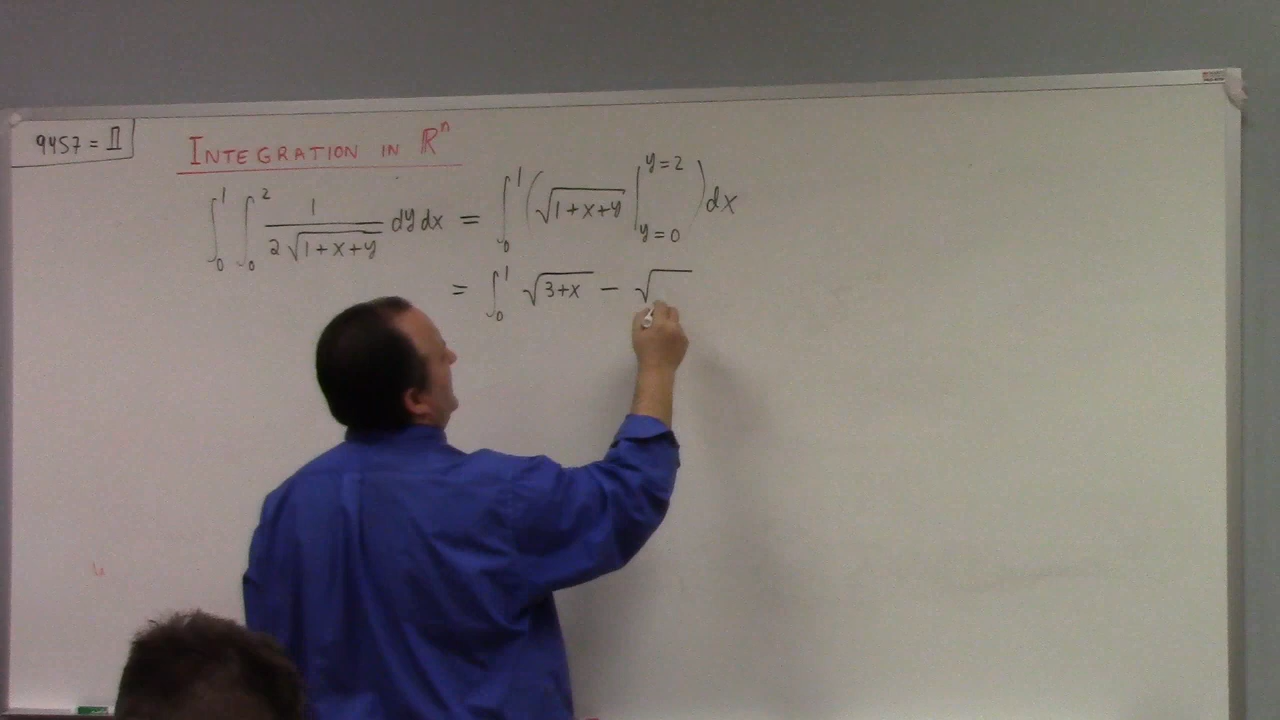 9457 = II
INTEGRATION IN ℝⁿ
∫₀¹ ∫₀² 1/(2√(1+x+y)) dy dx = ∫₀¹ (√(1+x+y) |_{y=0}^{y=2}) dx
= ∫₀¹ √(3+x) − √